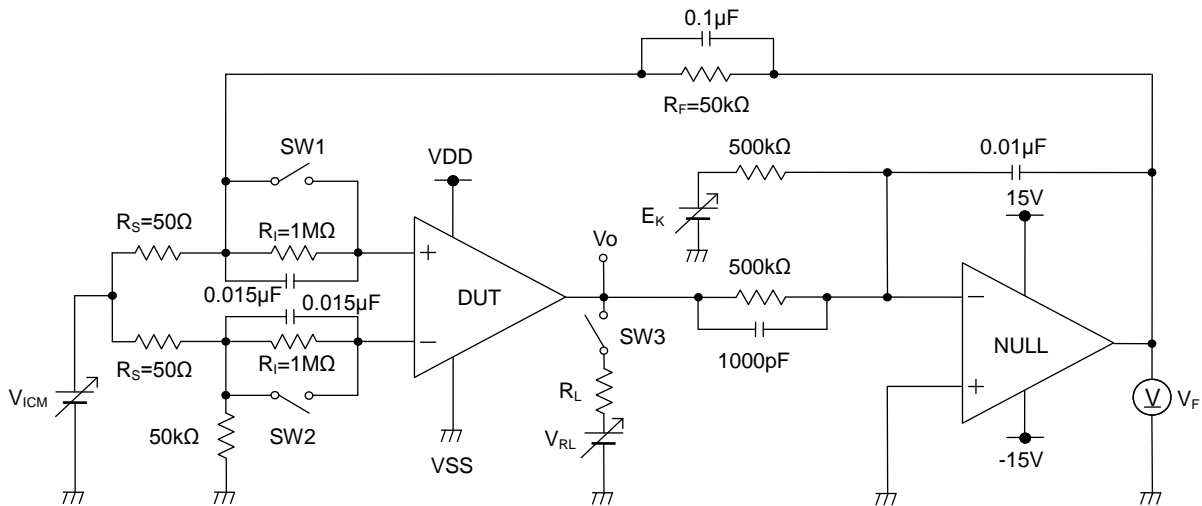 0.1µF
R_F=50kΩ
SW1
VDD
500kΩ
0.01µF
15V
E_K
R_S=50Ω
R_I=1MΩ
Vo
500kΩ
0.015µF
0.015µF
DUT
SW3
NULL
R_S=50Ω
R_I=1MΩ
1000pF
V_ICM
R_L
V
V_F
50kΩ
SW2
V_RL
VSS
-15V
+
−
−
+